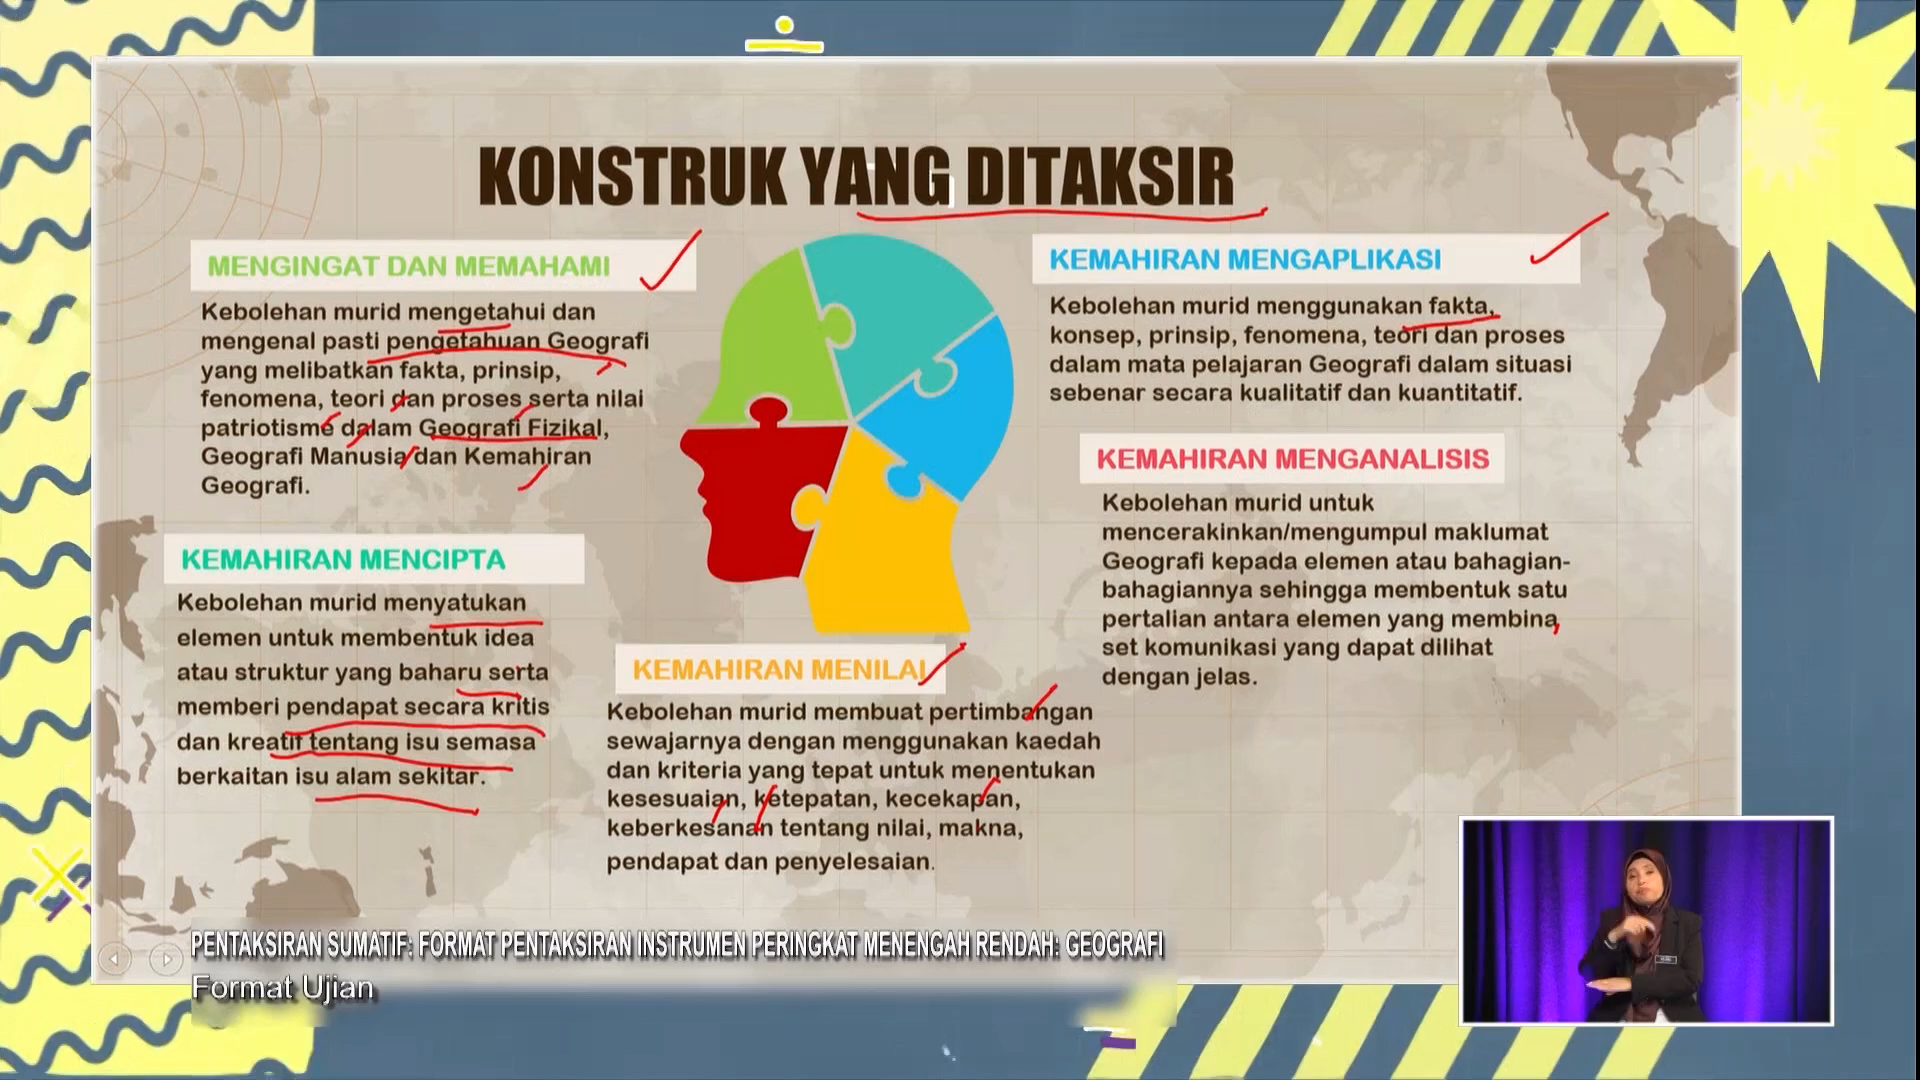 KONSTRUK YANG DITAKSIR
MENGINGAT DAN MEMAHAMI
Kebolehan murid mengetahui dan
mengenal pasti pengetahuan Geografi
yang melibatkan fakta, prinsip,
fenomena, teori dan proses serta nilai
patriotisme dalam Geografi Fizikal,
Geografi Manusia dan Kemahiran
Geografi.
KEMAHIRAN MENCIPTA
Kebolehan murid menyatukan
elemen untuk membentuk idea
atau struktur yang baharu serta
memberi pendapat secara kritis
dan kreatif tentang isu semasa
berkaitan isu alam sekitar.
KEMAHIRAN MENILAI
Kebolehan murid membuat pertimbangan
sewajarnya dengan menggunakan kaedah
dan kriteria yang tepat untuk menentukan
kesesuaian, ketepatan, kecekapan,
keberkesanan tentang nilai, makna,
pendapat dan penyelesaian.
KEMAHIRAN MENGAPLIKASI
Kebolehan murid menggunakan fakta,
konsep, prinsip, fenomena, teori dan proses
dalam mata pelajaran Geografi dalam situasi
sebenar secara kualitatif dan kuantitatif.
KEMAHIRAN MENGANALISIS
Kebolehan murid untuk
mencerakinkan/mengumpul maklumat
Geografi kepada elemen atau bahagian-
bahagiannya sehingga membentuk satu
pertalian antara elemen yang membina
set komunikasi yang dapat dilihat
dengan jelas.
PENTAKSIRAN SUMATIF: FORMAT PENTAKSIRAN INSTRUMEN PERINGKAT MENENGAH RENDAH: GEOGRAFI
Format Ujian